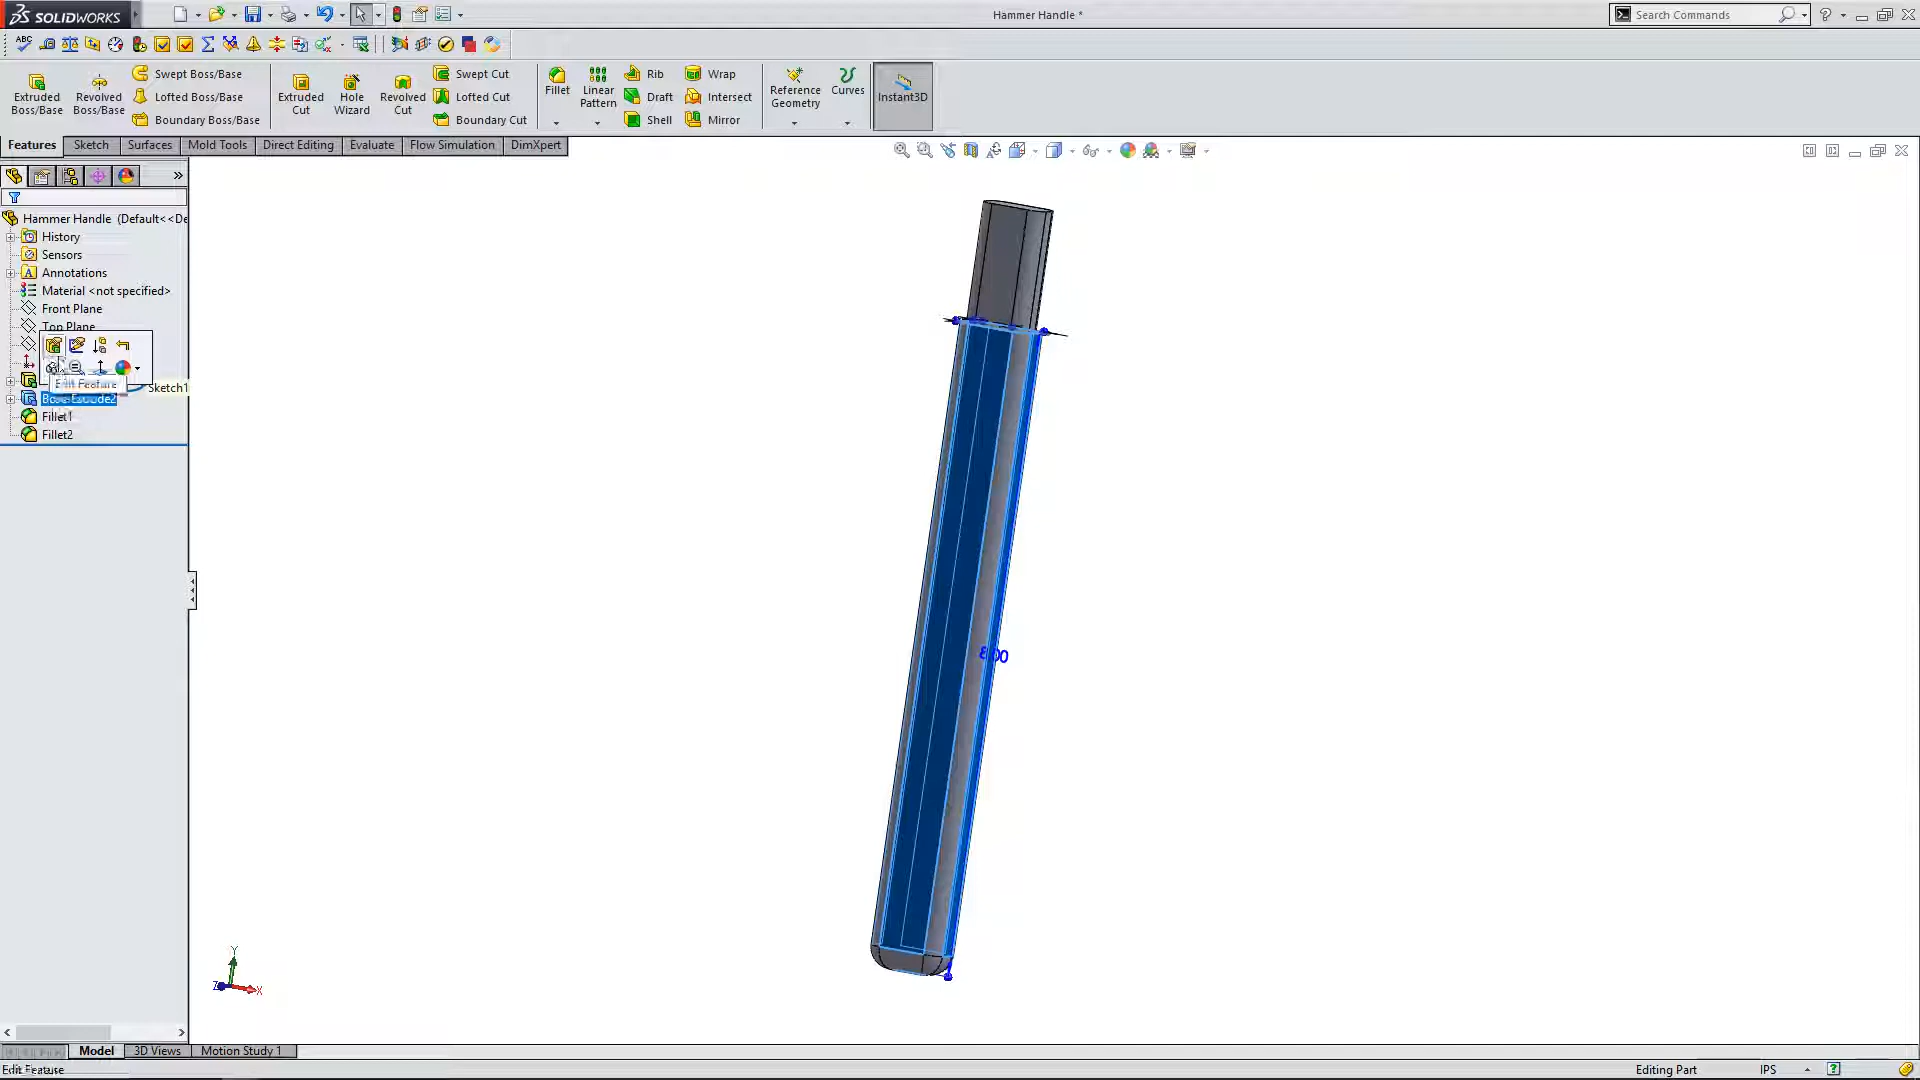 SOLIDWORKS
Hammer Handle *
Search Commands
ABC
Extruded Boss/Base
Revolved Boss/Base
Swept Boss/Base
Lofted Boss/Base
Boundary Boss/Base
Extruded Cut
Hole Wizard
Revolved Cut
Swept Cut
Lofted Cut
Boundary Cut
Fillet
Linear Pattern
Rib
Draft
Shell
Wrap
Intersect
Mirror
Reference Geometry
Curves
Instant3D
Features
Sketch
Surfaces
Mold Tools
Direct Editing
Evaluate
Flow Simulation
DimXpert
Hammer Handle (Default<<De
History
Sensors
Annotations
Material <not specified>
Front Plane
Top Plane
Edit Feature
Sketch1
Boss-Extrude2
Fillet1
Fillet2
Y
Z
X
Model
3D Views
Motion Study 1
Edit Feature
Editing Part
IPS